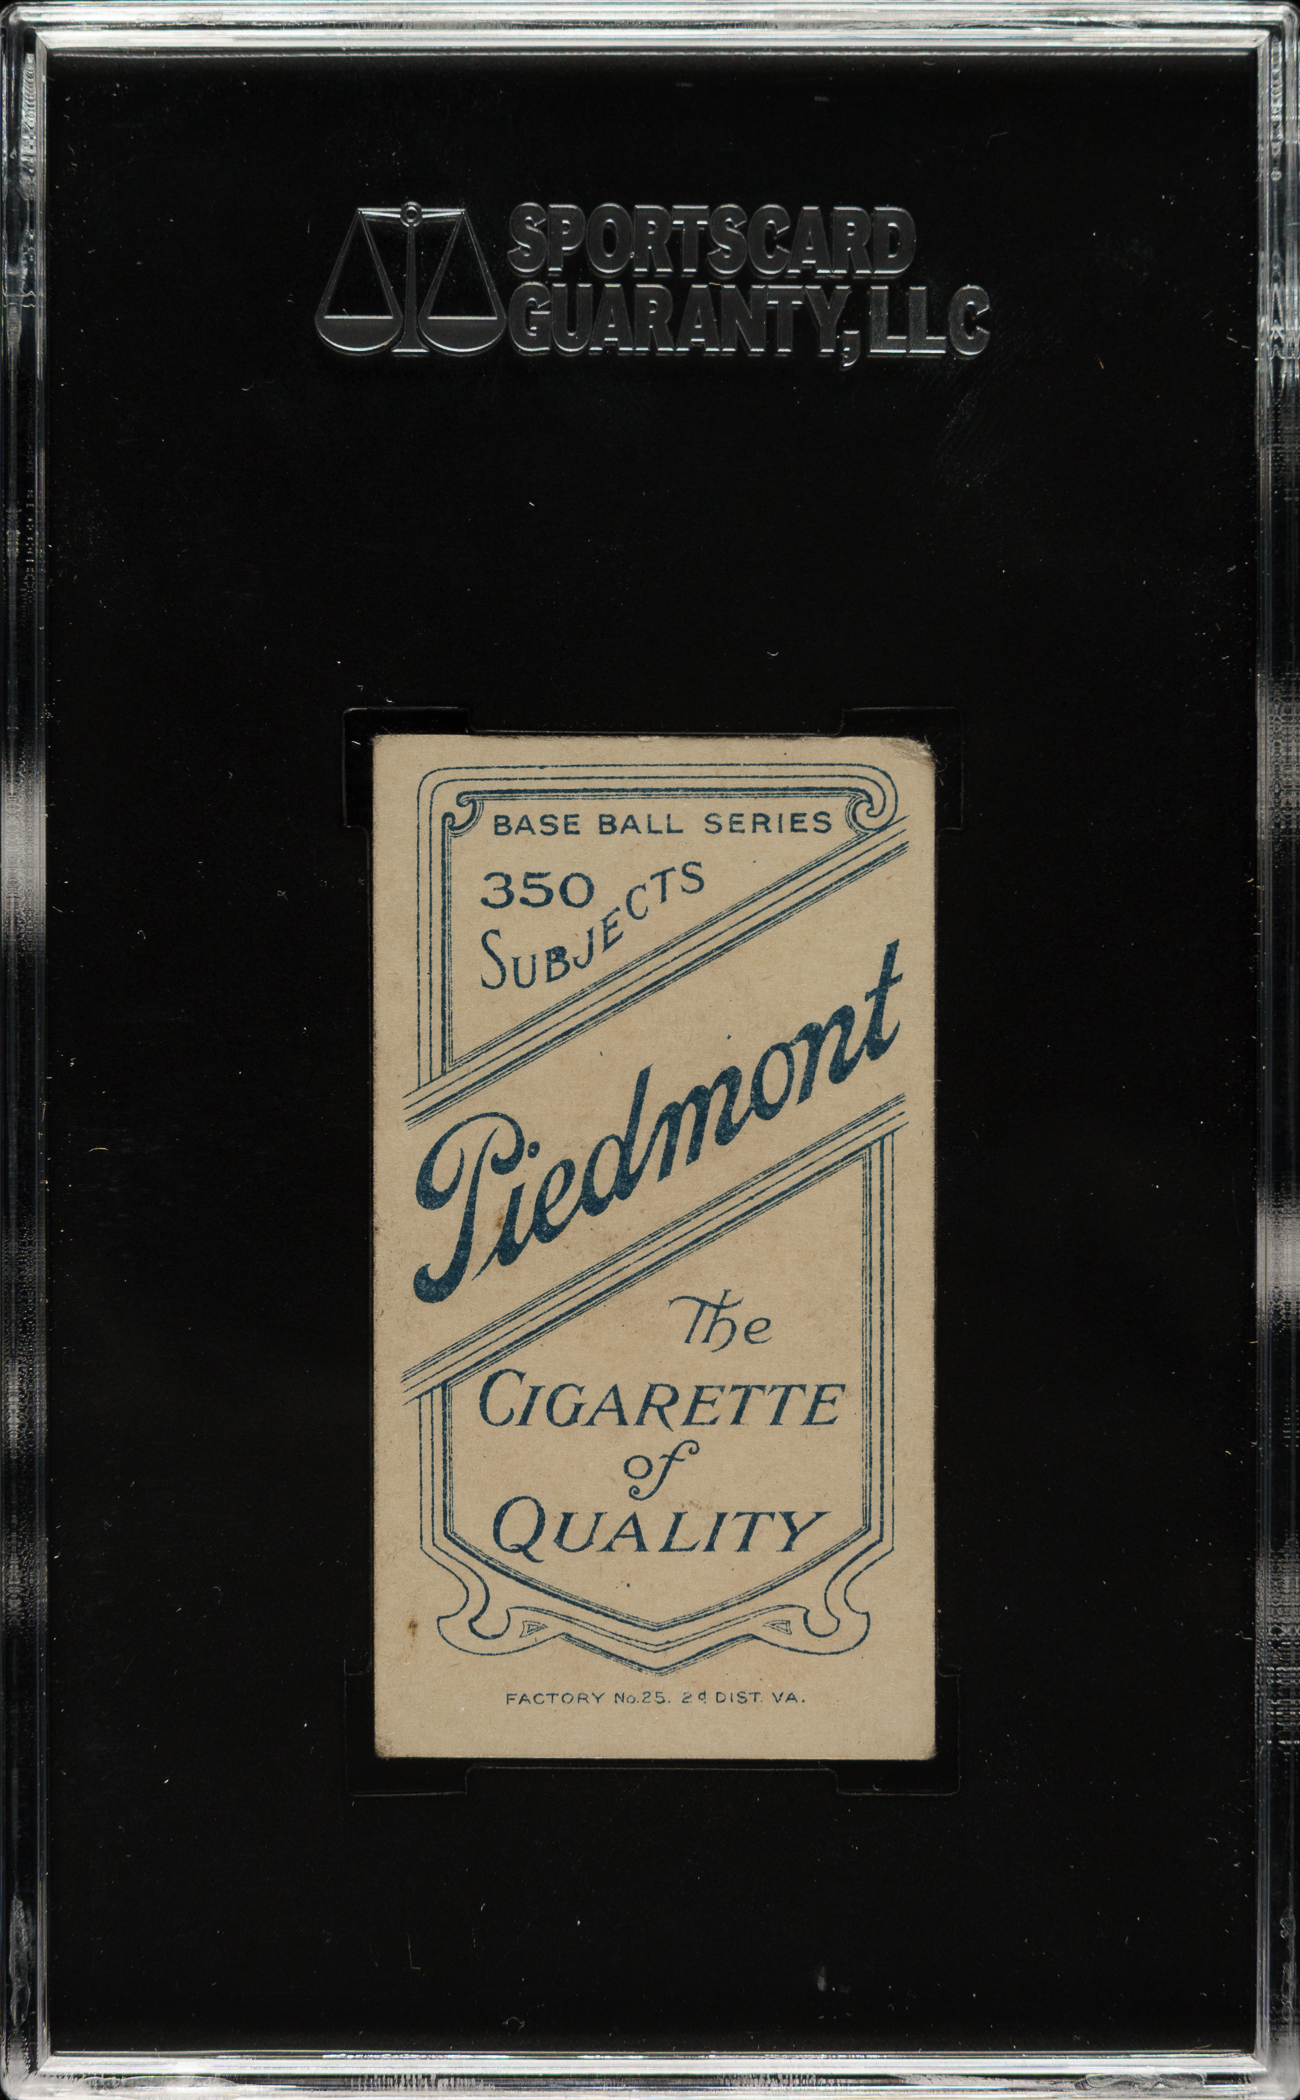 SPORTSCARD
GUARANTY, LLC
BASE BALL SERIES
350
SUBJECTS
Piedmont
The
CIGARETTE
of
QUALITY
FACTORY No.25. 2d DIST. VA.